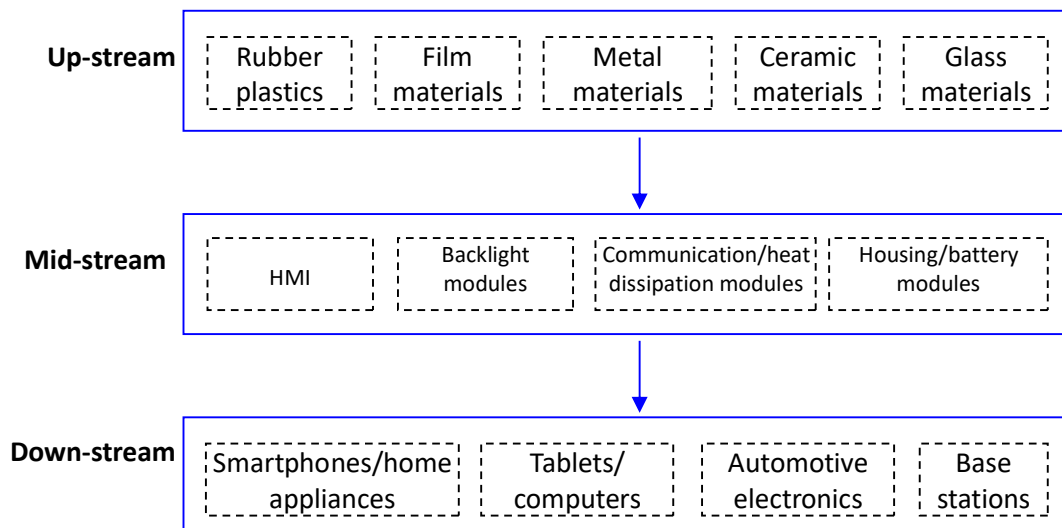 Up-stream
Rubber
plastics
Film
materials
Metal
materials
Ceramic
materials
Glass
materials
Mid-stream
HMI
Backlight
modules
Communication/heat
dissipation modules
Housing/battery
modules
Down-stream
Smartphones/home
appliances
Tablets/
computers
Automotive
electronics
Base
stations